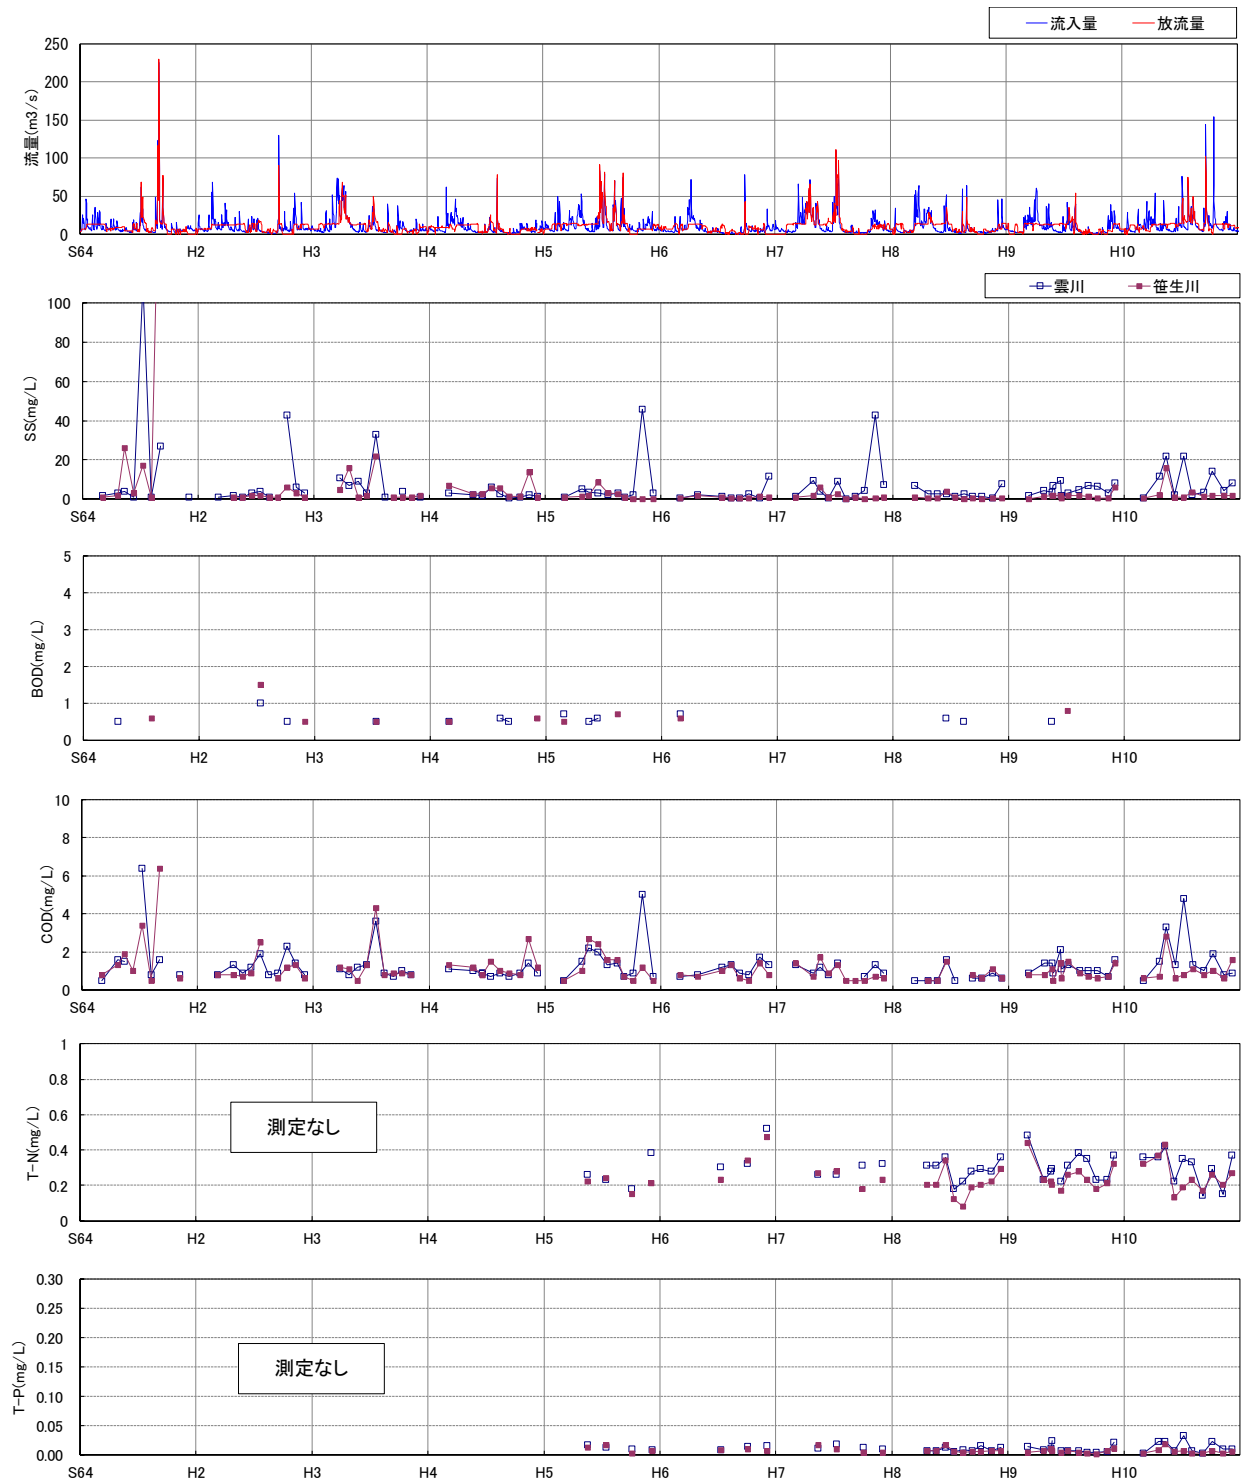 流入量 放流量
250
200
150
100
50
0
流量(m3/s)
S64 H2 H3 H4 H5 H6 H7 H8 H9 H10
雲川 笹生川
100
80
60
40
20
0
SS(mg/L)
S64 H2 H3 H4 H5 H6 H7 H8 H9 H10
5
4
3
2
1
0
BOD(mg/L)
S64 H2 H3 H4 H5 H6 H7 H8 H9 H10
10
8
6
4
2
0
COD(mg/L)
S64 H2 H3 H4 H5 H6 H7 H8 H9 H10
1
0.8
0.6
0.4
0.2
0
T-N(mg/L)
測定なし
S64 H2 H3 H4 H5 H6 H7 H8 H9 H10
0.30
0.25
0.20
0.15
0.10
0.05
0.00
T-P(mg/L)
測定なし
S64 H2 H3 H4 H5 H6 H7 H8 H9 H10